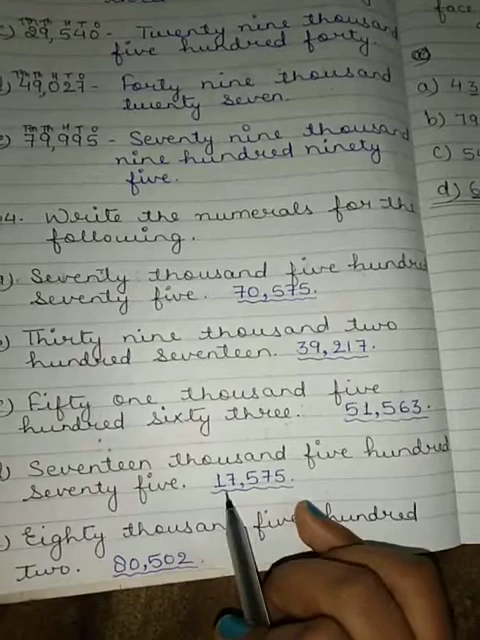 c) 29,540 - Twenty nine thousand
five hundred forty.
d) 49,027 - Forty nine thousand
twenty seven.
e) 79,995 - Seventy nine thousand
nine hundred ninety
five.
4. Write the numerals for the
following.
a). Seventy thousand five hundred
seventy five. 70,575.
Thirty nine thousand two
hundred seventeen. 39,217.
c) Fifty one thousand five
hundred sixty three. 51,563.
Seventeen thousand five hundred
seventy five. 17,575.
Eighty thousand five hundred
two. 80,502.
face
a) 43
b) 79
c) 5
d) 6